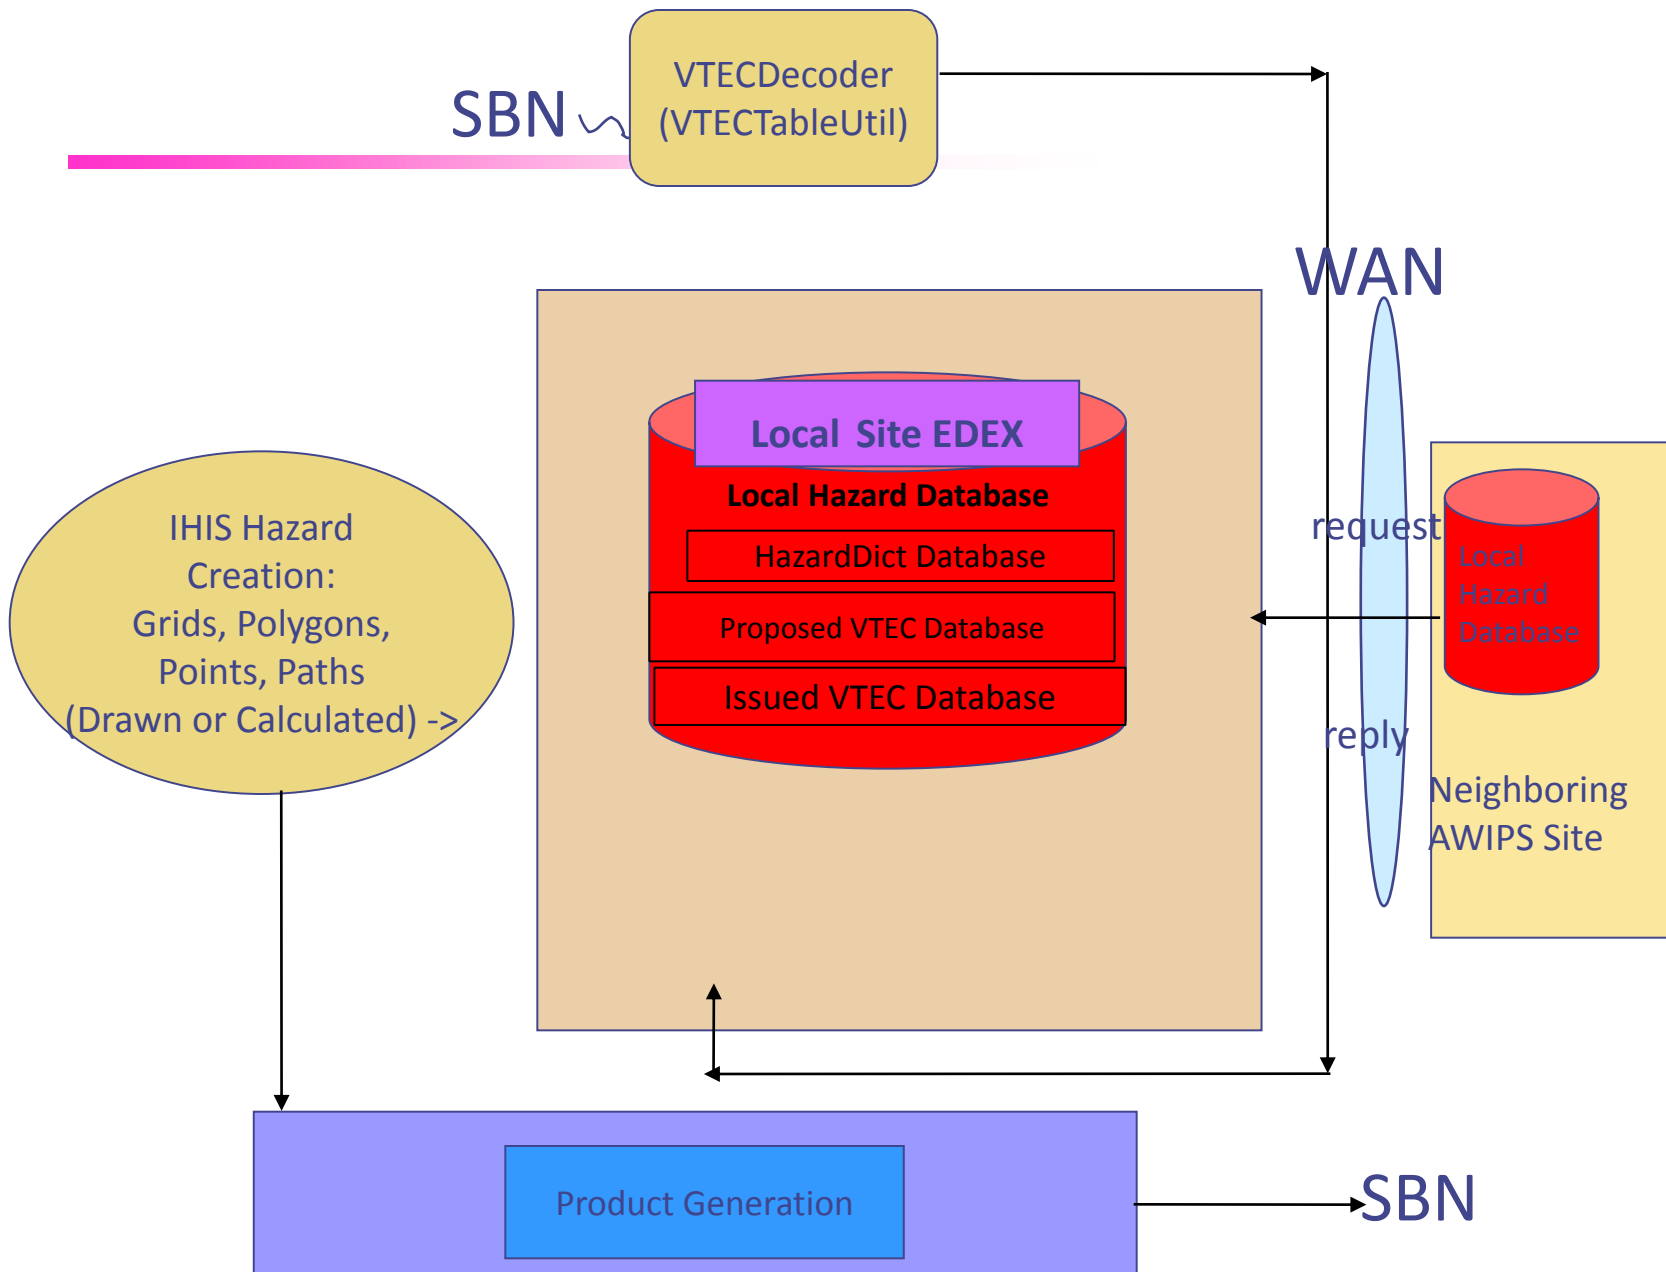 VTECDecoder
(VTECTableUtil)
SBN
WAN
Local Site EDEX
Local Hazard Database
HazardDict Database
Proposed VTEC Database
Issued VTEC Database
IHIS Hazard
Creation:
Grids, Polygons,
Points, Paths
(Drawn or Calculated) ->
request
reply
Local
Hazard
Database
Neighboring
AWIPS Site
Product Generation
SBN